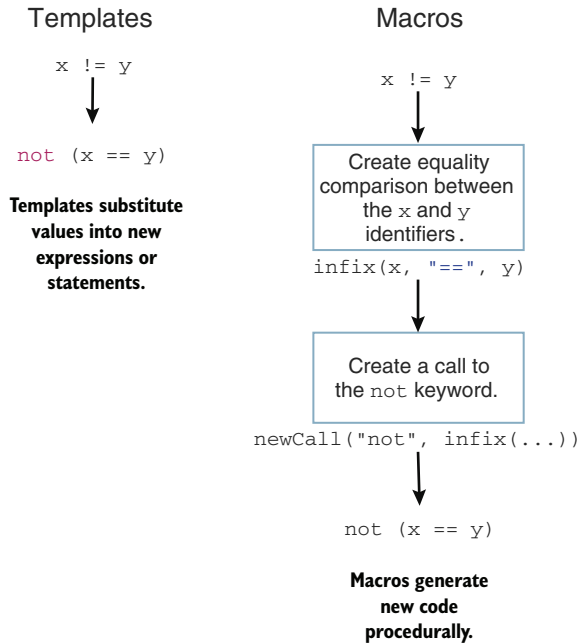 Templates
x != y
not (x == y)
Templates substitute
values into new
expressions or
statements.
Macros
x != y
Create equality
comparison between
the x and y
identifiers.
infix(x, "==", y)
Create a call to
the not keyword.
newCall("not", infix(...))
not (x == y)
Macros generate
new code
procedurally.